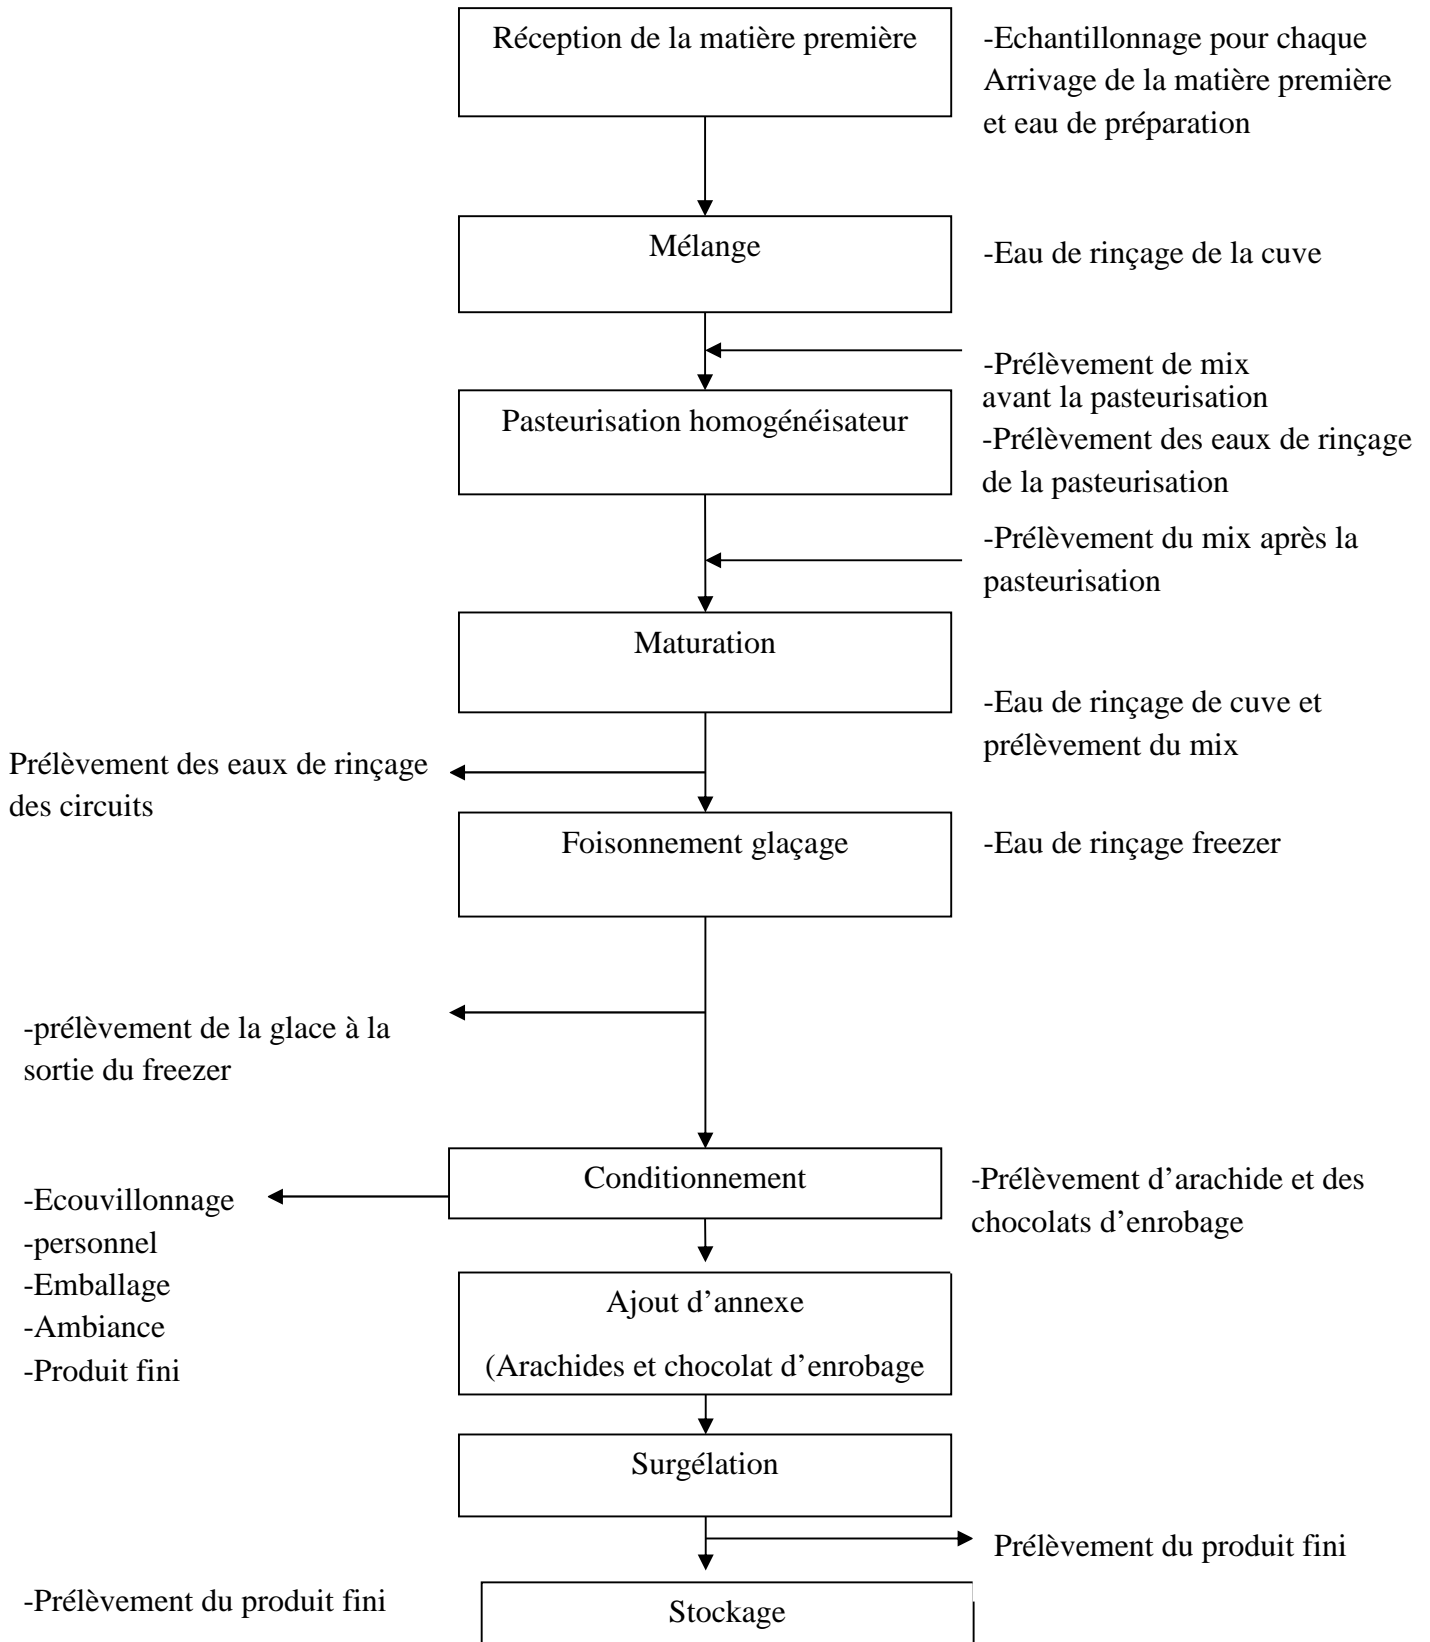 Réception de la matière première
-Echantillonnage pour chaque
Arrivage de la matière première
et eau de préparation
Mélange
-Eau de rinçage de la cuve
-Prélèvement de mix
avant la pasteurisation
Pasteurisation homogénéisateur
-Prélèvement des eaux de rinçage
de la pasteurisation
-Prélèvement du mix après la
pasteurisation
Maturation
-Eau de rinçage de cuve et
prélèvement du mix
Prélèvement des eaux de rinçage
des circuits
Foisonnement glaçage
-Eau de rinçage freezer
-prélèvement de la glace à la
sortie du freezer
Conditionnement
-Prélèvement d’arachide et des
chocolats d’enrobage
-Ecouvillonnage
-personnel
-Emballage
-Ambiance
-Produit fini
Ajout d’annexe
(Arachides et chocolat d’enrobage
Surgélation
Prélèvement du produit fini
-Prélèvement du produit fini
Stockage